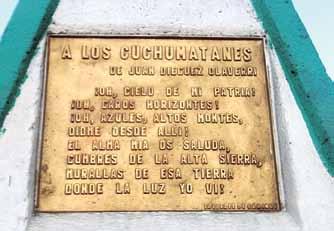 A LOS CUCHUMATANES
DE JUAN DIEGUEZ OLAVERRI
¡OH, CIELO DE MI PATRIA!
¡OH, CAROS HORIZONTES!
¡OH, AZULES, ALTOS MONTES,
OIDME DESDE ALLI!
EL ALMA MIA OS SALUDA,
CUMBRES DE LA ALTA SIERRA,
MURALLAS DE ESA TIERRA
DONDE LA LUZ YO VI!